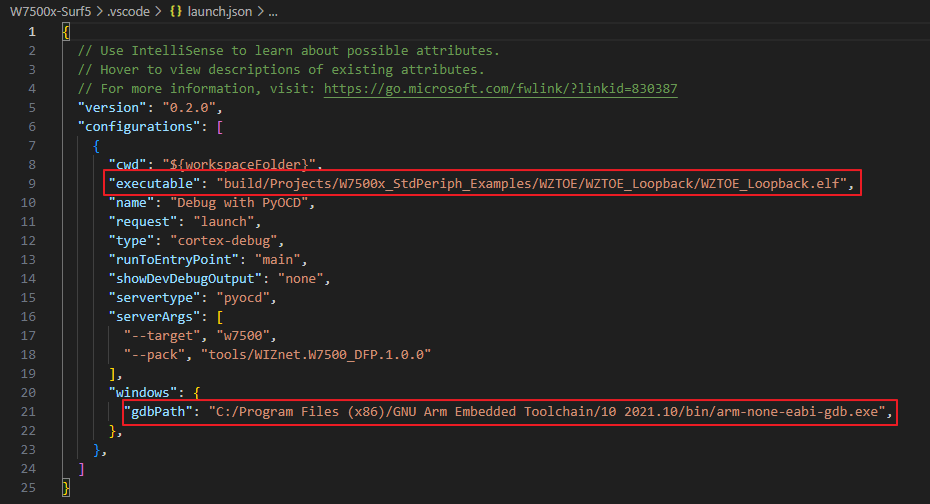 W7500x-Surf5 > .vscode > {} launch.json > ...
1 {
2 // Use IntelliSense to learn about possible attributes.
3 // Hover to view descriptions of existing attributes.
4 // For more information, visit: https://go.microsoft.com/fwlink/?linkid=830387
5 "version": "0.2.0",
6 "configurations": [
7 {
8 "cwd": "${workspaceFolder}",
9 "executable": "build/Projects/W7500x_StdPeriph_Examples/WZTOE/WZTOE_Loopback/WZTOE_Loopback.elf",
10 "name": "Debug with PyOCD",
11 "request": "launch",
12 "type": "cortex-debug",
13 "runToEntryPoint": "main",
14 "showDevDebugOutput": "none",
15 "servertype": "pyocd",
16 "serverArgs": [
17 "--target", "w7500",
18 "--pack", "tools/WIZnet.W7500_DFP.1.0.0"
19 ],
20 "windows": {
21 "gdbPath": "C:/Program Files (x86)/GNU Arm Embedded Toolchain/10 2021.10/bin/arm-none-eabi-gdb.exe",
22 },
23 },
24 ]
25 }